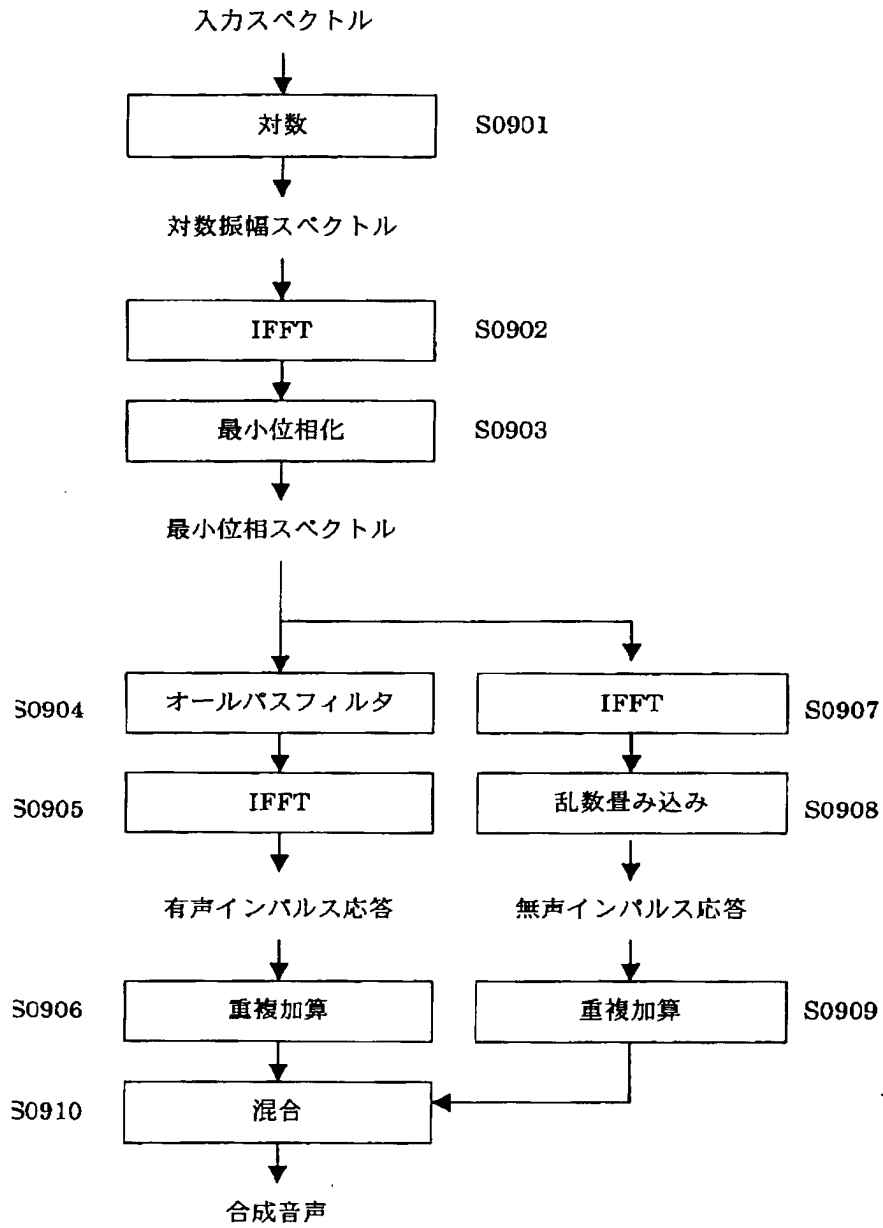 入力スペクトル
対数 S0901
対数振幅スペクトル
IFFT S0902
最小位相化 S0903
最小位相スペクトル
S0904 オールパスフィルタ IFFT S0907
S0905 IFFT 乱数畳み込み S0908
有声インパルス応答 無声インパルス応答
S0906 重複加算 重複加算 S0909
S0910 混合
合成音声